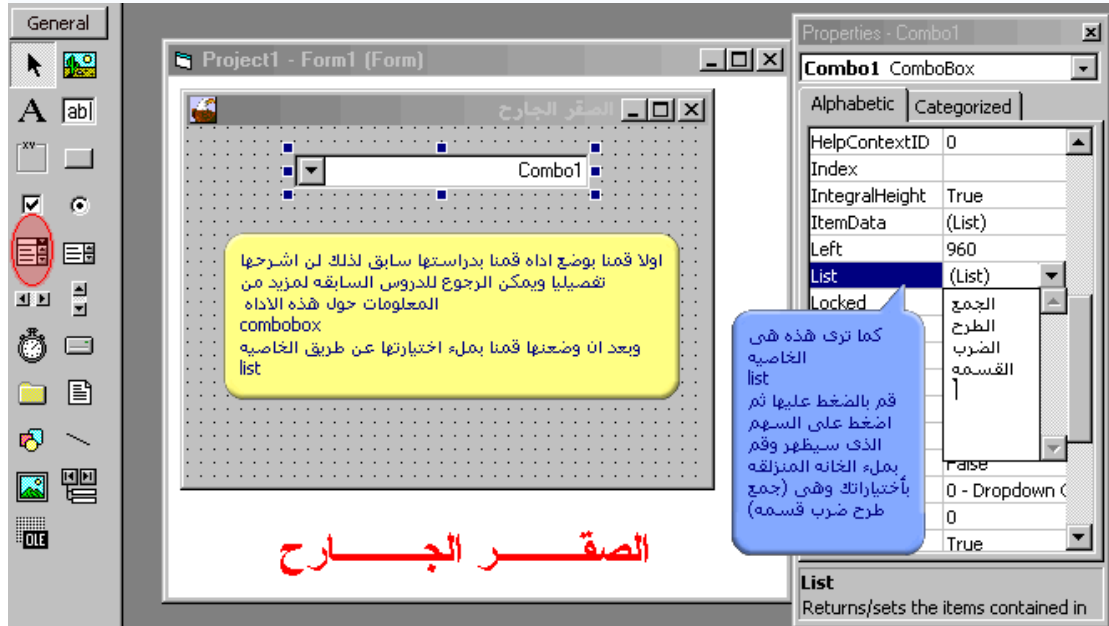 General
Project1 - Form1 (Form)
الصقر الجارح
Combo1
اولا قمنا بوضع اداه قمنا بدراستها سابق لذلك لن اشرحها
تفصيليا ويمكن الرجوع للدروس السابقه لمزيد من
المعلومات حول هذه الاداه
combobox
وبعد ان وضعنها قمنا بملء اختيارتها عن طريق الخاصيه
list
الصقـــر الجـــــارح
Properties - Combo1
Combo1 ComboBox
Alphabetic
Categorized
HelpContextID 0
Index
IntegralHeight True
ItemData (List)
Left 960
List (List)
Locked
الجمع
الطرح
الضرب
القسمه
False
0 - Dropdown C
0
True
كما ترى هذه هى
الخاصيه
list
قم بالضغط عليها ثم
اضغط على السهم
الذى سيظهر وقم
بملء الخانه المنزلقه
بأختياراتك وهى (جمع
طرح ضرب قسمه)
List
Returns/sets the items contained in
A
ab
xv
OLE